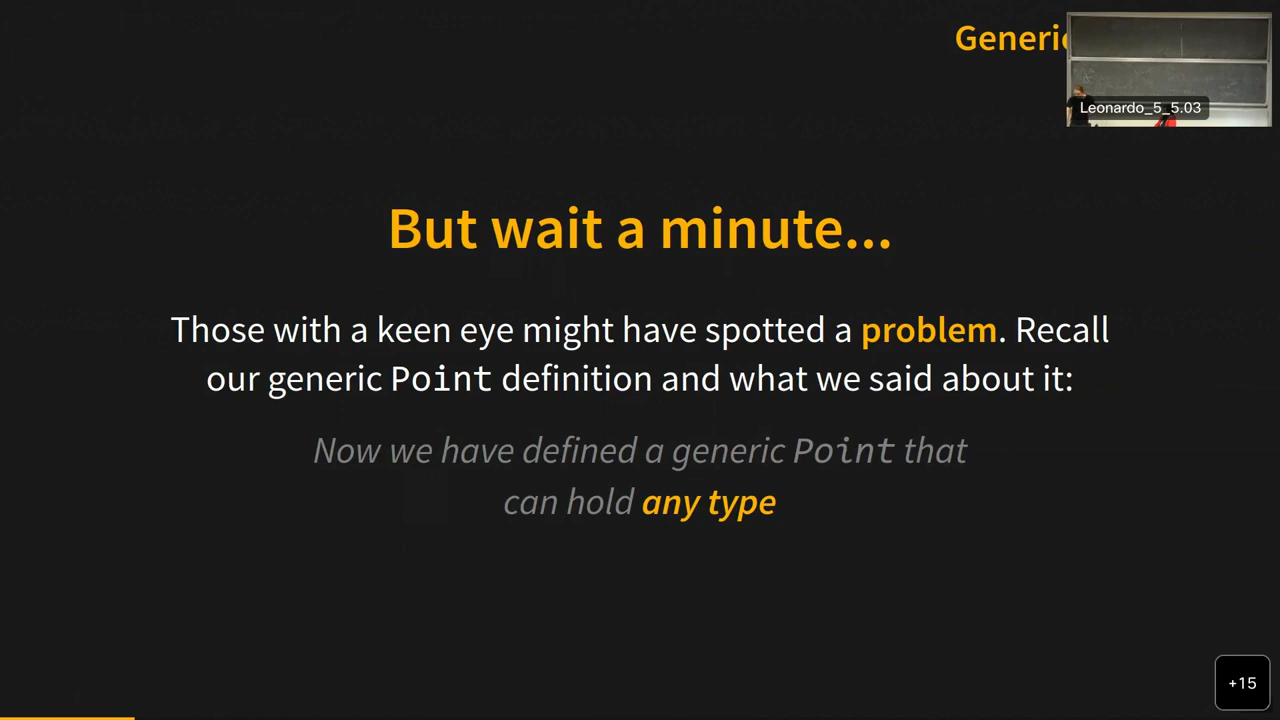 Generic
Leonardo_5_5.03
But wait a minute...
Those with a keen eye might have spotted a problem. Recall
our generic Point definition and what we said about it:
Now we have defined a generic Point that
can hold any type
+15